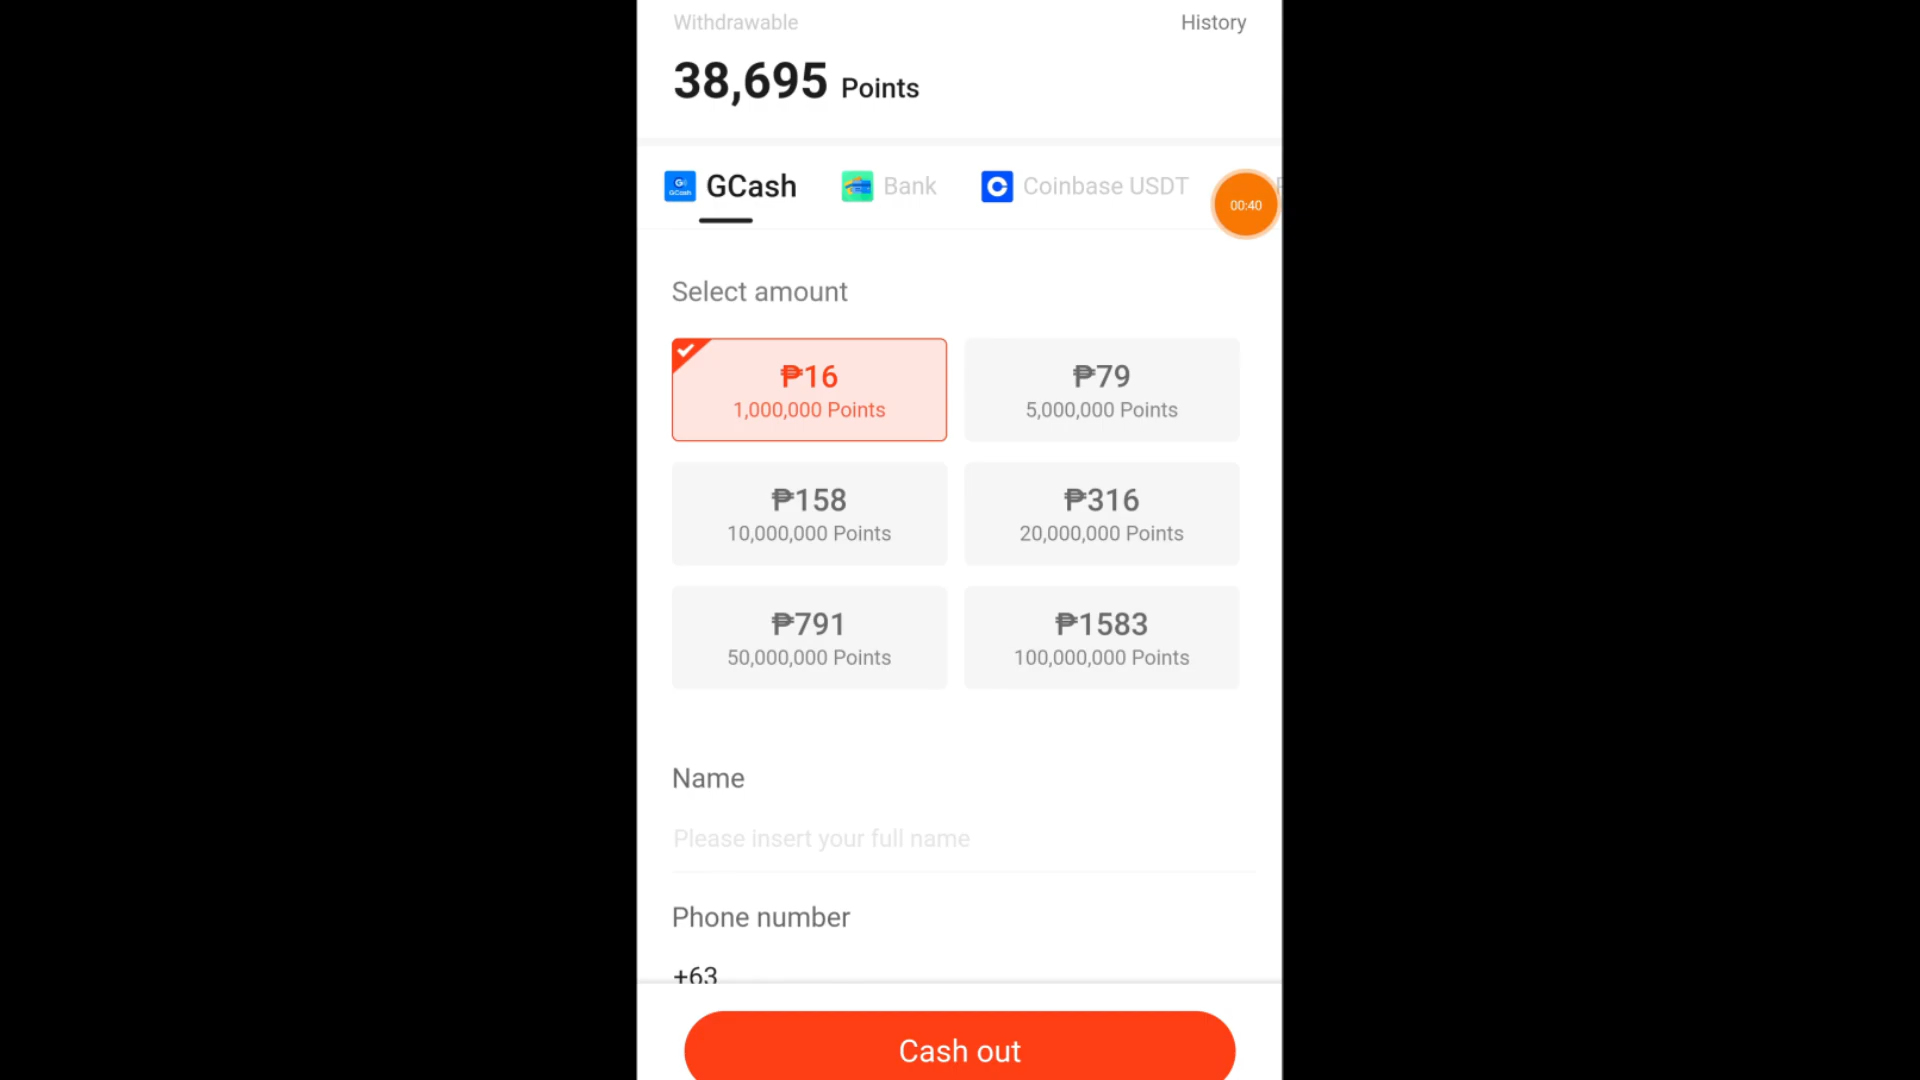 Withdrawable
History
38,695 Points
GCash
GCash
Bank
Coinbase USDT
00:40
Select amount
₱16
1,000,000 Points
₱79
5,000,000 Points
₱158
10,000,000 Points
₱316
20,000,000 Points
₱791
50,000,000 Points
₱1583
100,000,000 Points
Name
Please insert your full name
Phone number
+63
Cash out